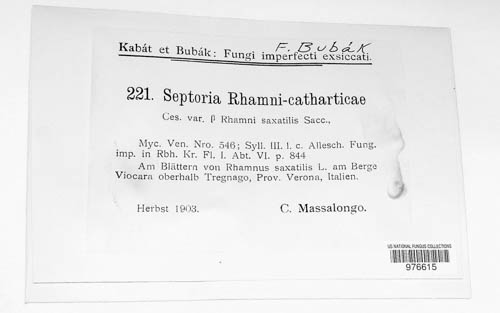 F. Bubák
Kabát et Bubák: Fungi imperfecti exsiccati.
221. Septoria Rhamni-catharticae
Ces. var. β Rhamni saxatilis Sacc.,
Myc. Ven. Nro. 546; Syll. III. l. c. Allesch. Fung.
imp. in Rbh. Kr. Fl. I. Abt. VI. p. 844
Am Blättern von Rhamnus saxatilis L. am Berge
Viocara oberhalb Tregnago, Prov. Verona, Italien.
Herbst 1903. C. Massalongo.
US NATIONAL FUNGUS COLLECTIONS
976615